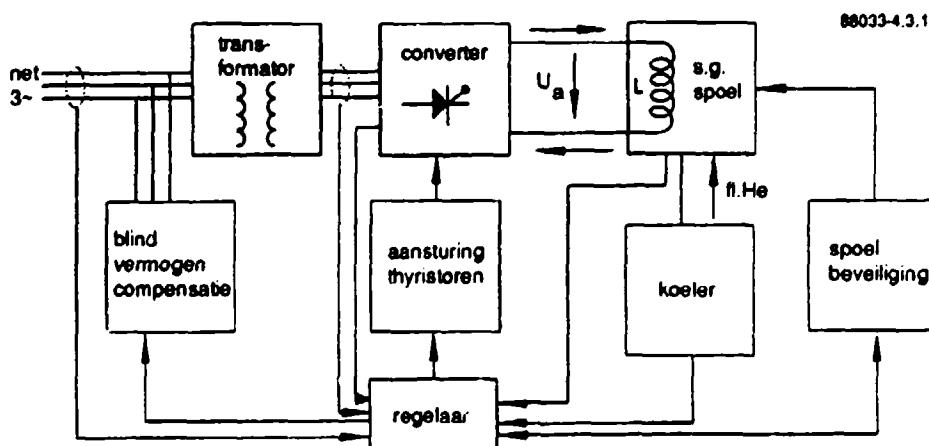 88033-4.3.1
net
3~
trans-
formator
converter
U a
L
s.g.
spoel
fl.He
blind
vermogen
compensatie
aansturing
thyristoren
koeler
spoel
beveiliging
regelaar